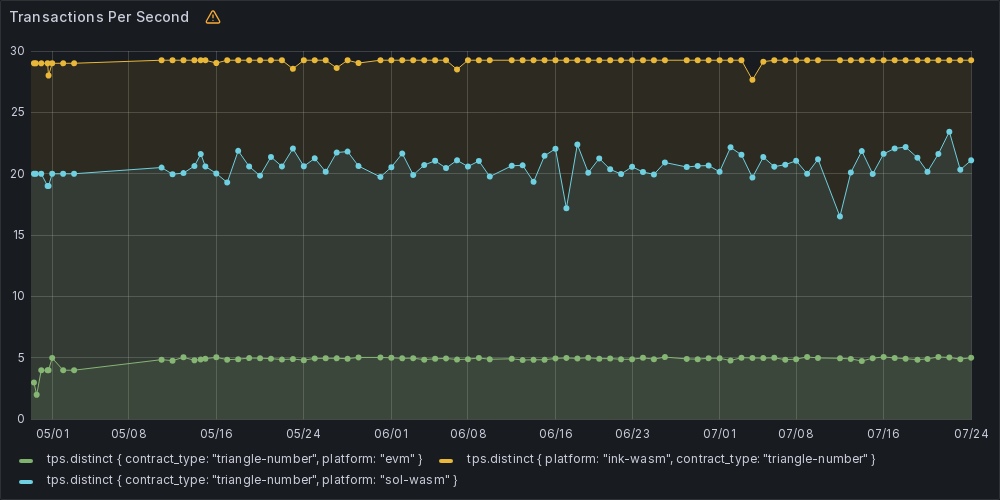 Transactions Per Second
30
25
20
15
10
5
0
05/01 05/08 05/16 05/24 06/01 06/08 06/16 06/23 07/01 07/08 07/16 07/24
tps.distinct { contract_type: "triangle-number", platform: "evm" } tps.distinct { platform: "ink-wasm", contract_type: "triangle-number" }
tps.distinct { contract_type: "triangle-number", platform: "sol-wasm" }